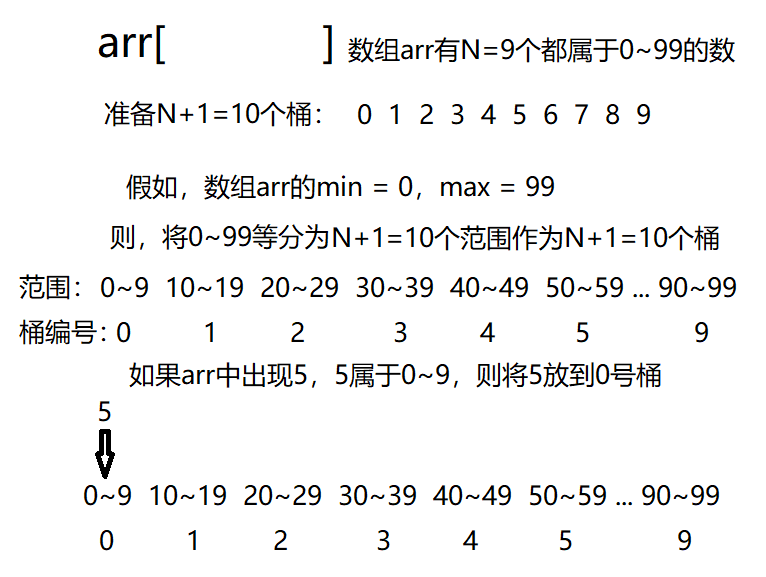 arr[ ] 数组arr有N=9个都属于0~99的数
准备N+1=10个桶： 0 1 2 3 4 5 6 7 8 9
假如，数组arr的min = 0，max = 99
则，将0~99等分为N+1=10个范围作为N+1=10个桶
范围：0~9 10~19 20~29 30~39 40~49 50~59 ... 90~99
桶编号：0 1 2 3 4 5 9
如果arr中出现5，5属于0~9，则将5放到0号桶
5
0~9 10~19 20~29 30~39 40~49 50~59 ... 90~99
0 1 2 3 4 5 9